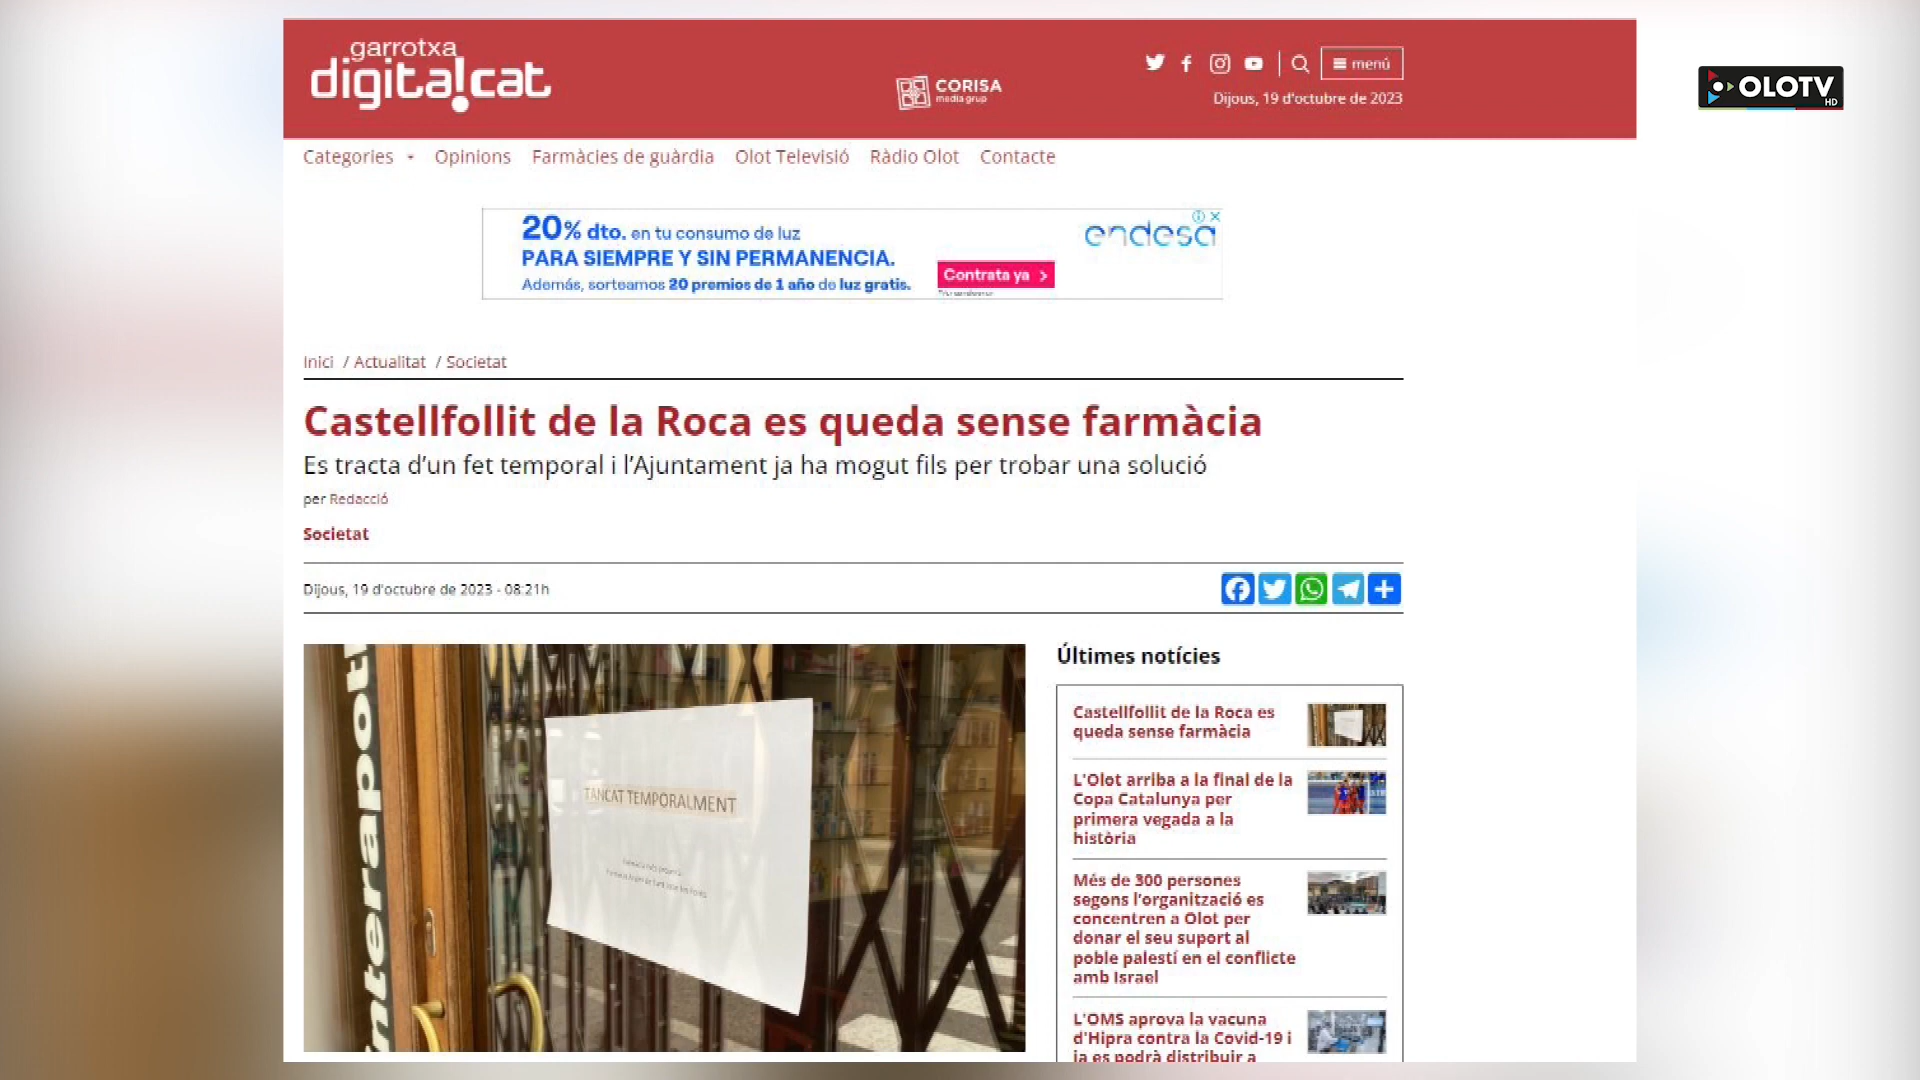 garrotxa
digital.cat
CORISA
media grup
menú
Dijous, 19 d'octubre de 2023
OLOTV
HD
Categories
Opinions
Farmàcies de guàrdia
Olot Televisió
Ràdio Olot
Contacte
20% dto. en tu consumo de luz
PARA SIEMPRE Y SIN PERMANENCIA.
Además, sorteamos 20 premios de 1 año de luz gratis.
Contrata ya
endesa
Inici / Actualitat / Societat
Castellfollit de la Roca es queda sense farmàcia
Es tracta d'un fet temporal i l'Ajuntament ja ha mogut fils per trobar una solució
per Redacció
Societat
Dijous, 19 d'octubre de 2023 - 08:21h
TANCAT TEMPORALMENT
Últimes notícies
Castellfollit de la Roca es
queda sense farmàcia
L'Olot arriba a la final de la
Copa Catalunya per
primera vegada a la
història
Més de 300 persones
segons l'organització es
concentren a Olot per
donar el seu suport al
poble palestí en el conflicte
amb Israel
L'OMS aprova la vacuna
d'Hipra contra la Covid-19 i
ja es podrà distribuir a